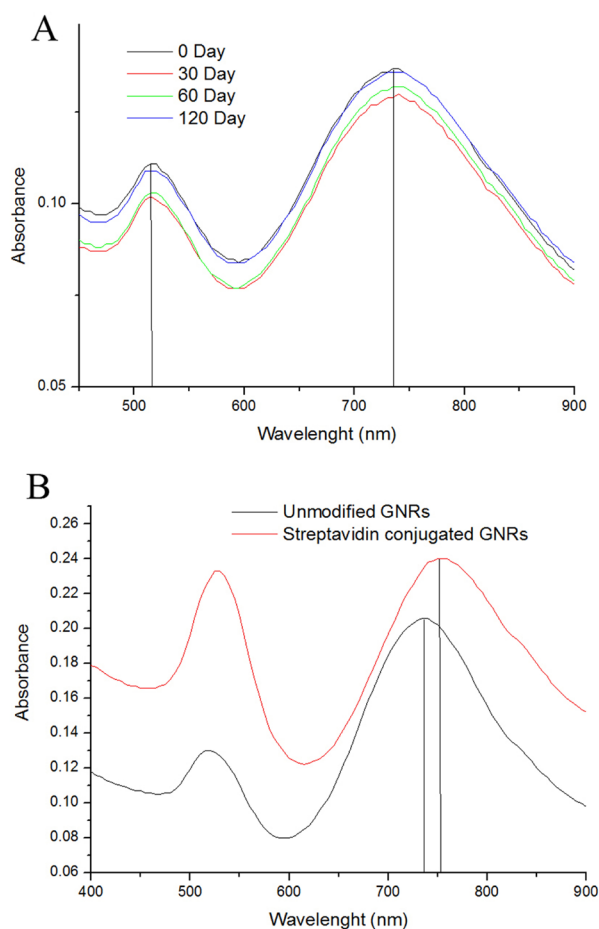 A
0 Day
30 Day
60 Day
120 Day
Absorbance
0.10
0.05
500 600 700 800 900
Wavelenght (nm)
B
Unmodified GNRs
Streptavidin conjugated GNRs
Absorbance
0.26
0.24
0.22
0.20
0.18
0.16
0.14
0.12
0.10
0.08
0.06
400 500 600 700 800 900
Wavelenght (nm)